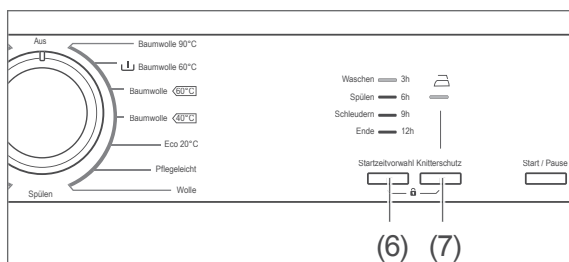 Aus
Baumwolle 90°C
Baumwolle 60°C
Baumwolle 60°C
Baumwolle 40°C
Eco 20°C
Pflegeleicht
Wolle
Spülen
Waschen 3h
Spülen 6h
Schleudern 9h
Ende 12h
Startzeitvorwahl Knitterschutz Start / Pause
(6) (7)